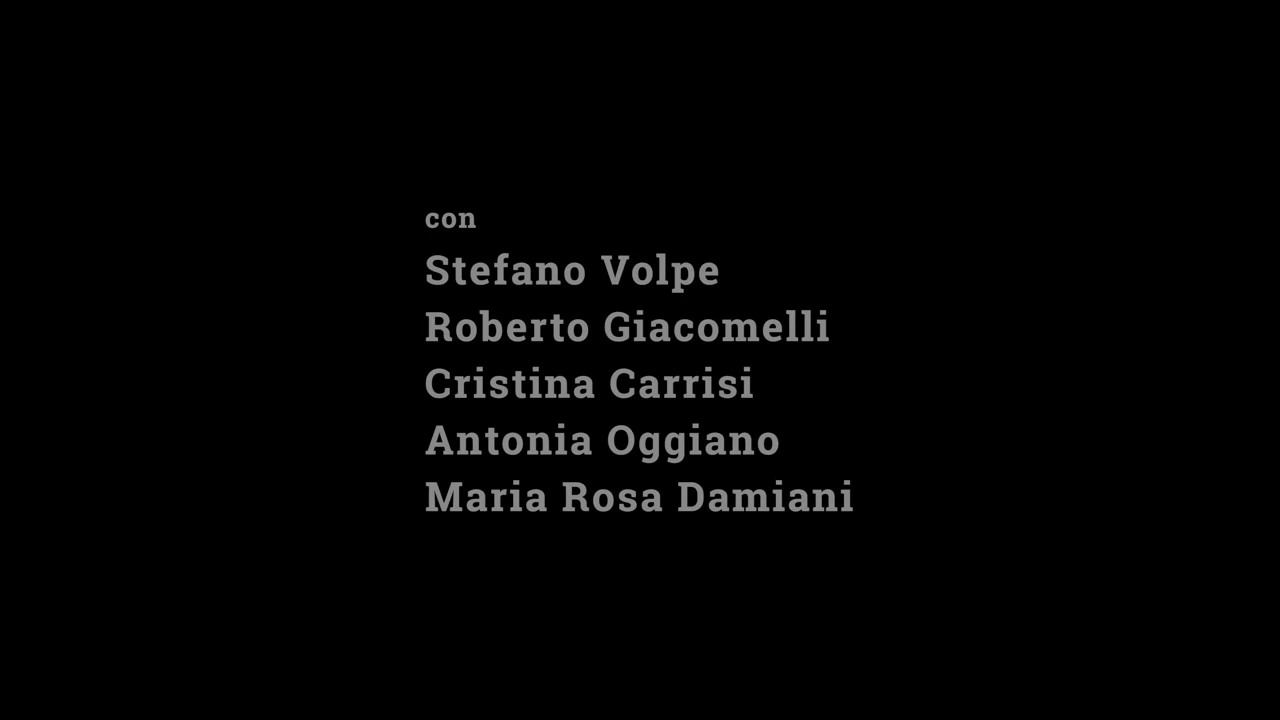 con
Stefano Volpe
Roberto Giacomelli
Cristina Carrisi
Antonia Oggiano
Maria Rosa Damiani